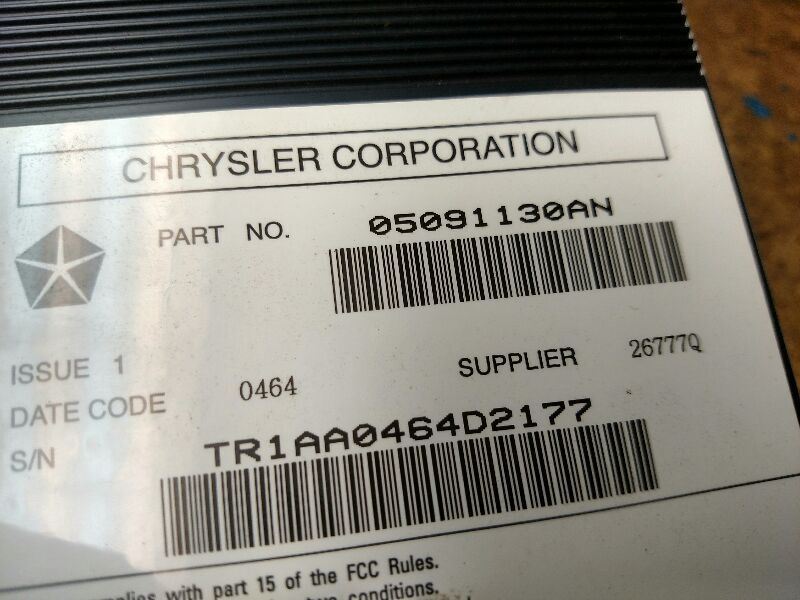 CHRYSLER CORPORATION
PART NO. 05091130AN
ISSUE 1
SUPPLIER 26777Q
DATE CODE 0464
S/N TR1AA0464D2177
with part 15 of the FCC Rules.
conditions.